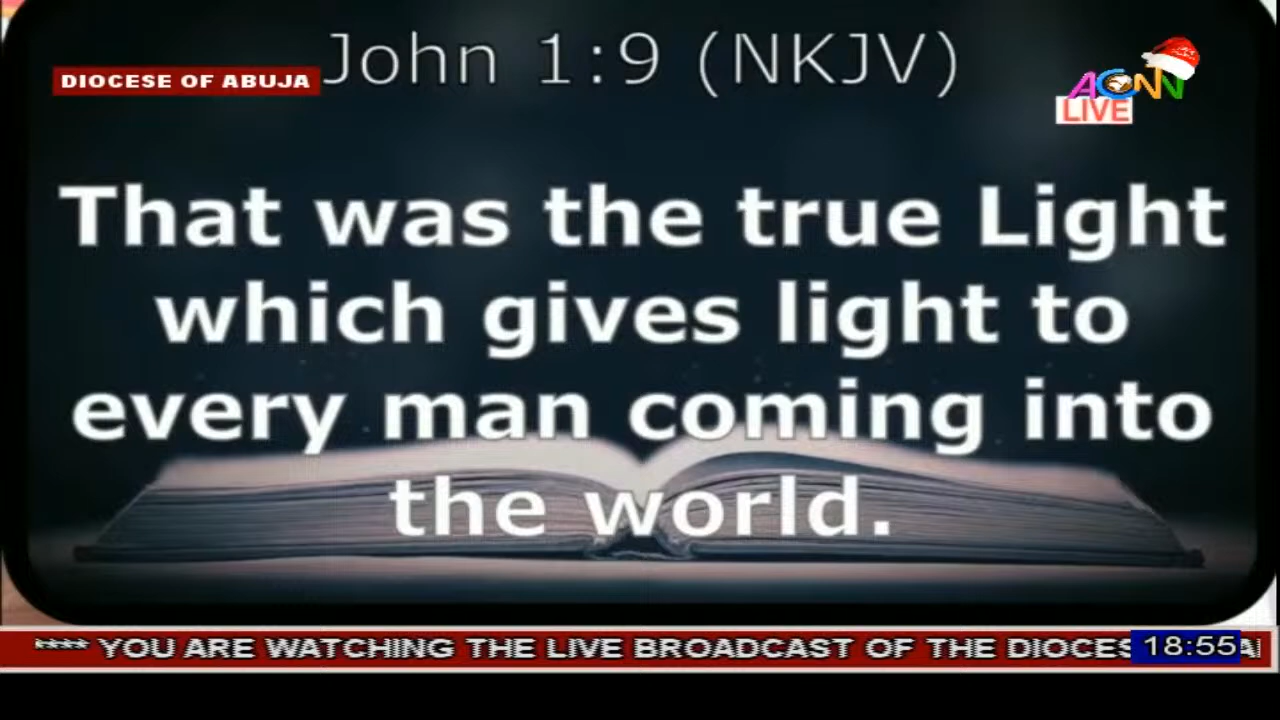 John 1:9 (NKJV)
DIOCESE OF ABUJA
ACNN
LIVE
That was the true Light
which gives light to
every man coming into
the world.
**** YOU ARE WATCHING THE LIVE BROADCAST OF THE DIOCES
18:55